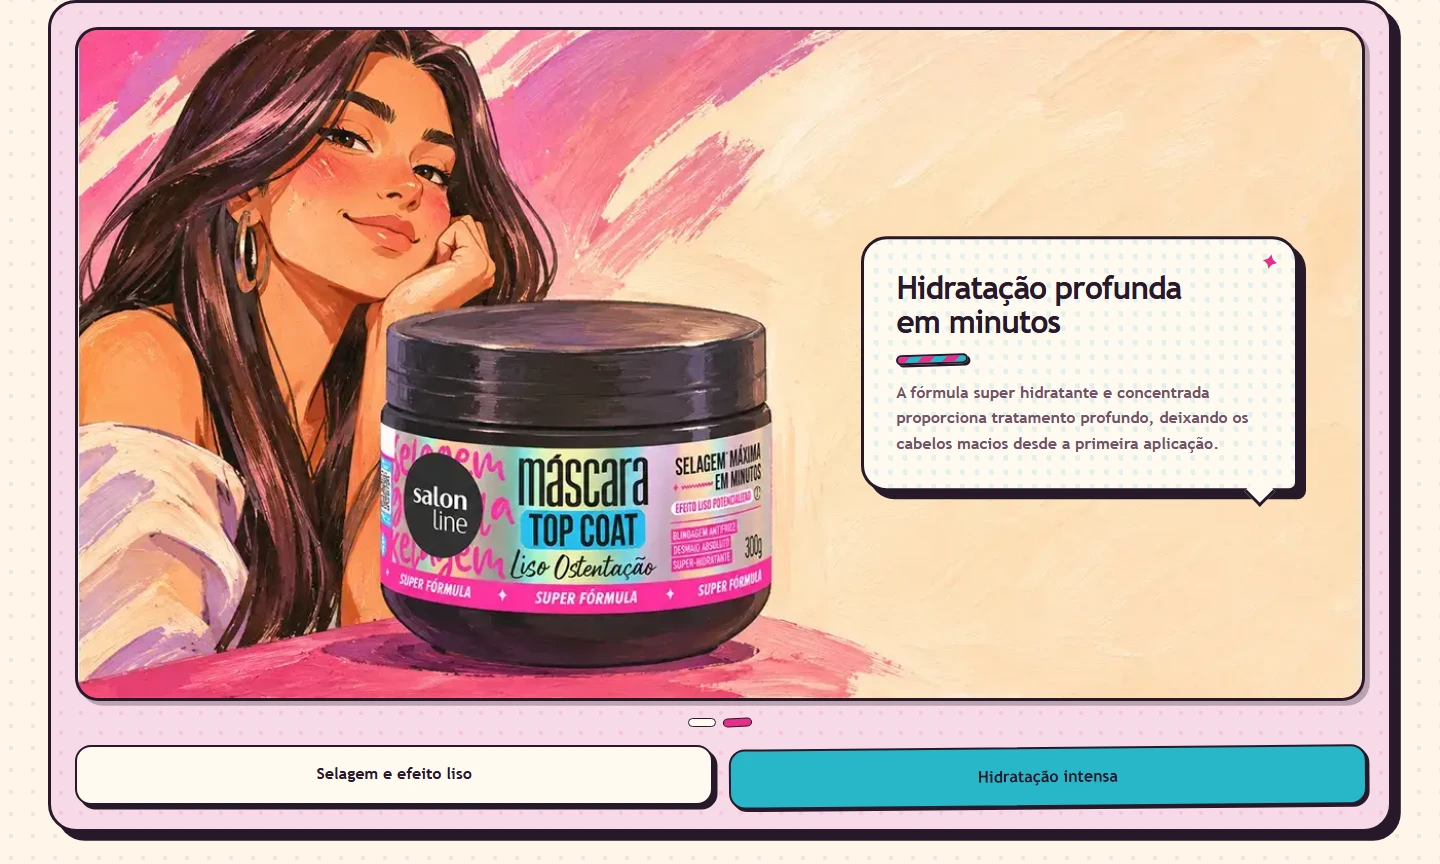 Hidratação profunda
em minutos
A fórmula super hidratante e concentrada
proporciona tratamento profundo, deixando os
cabelos macios desde a primeira aplicação.
selagem
salon
line
máscara
TOP COAT
Liso Ostentação
SELAGEM MÁXIMA
EM MINUTOS
EFEITO LISO POTENCIALIZADO
BLINDAGEM ANTIFRIZZ
DESMAIO ABSOLUTO
SUPER-HIDRATANTE
300g
SUPER FÓRMULA
SUPER FÓRMULA
SUPER FÓRMULA
Selagem e efeito liso
Hidratação intensa